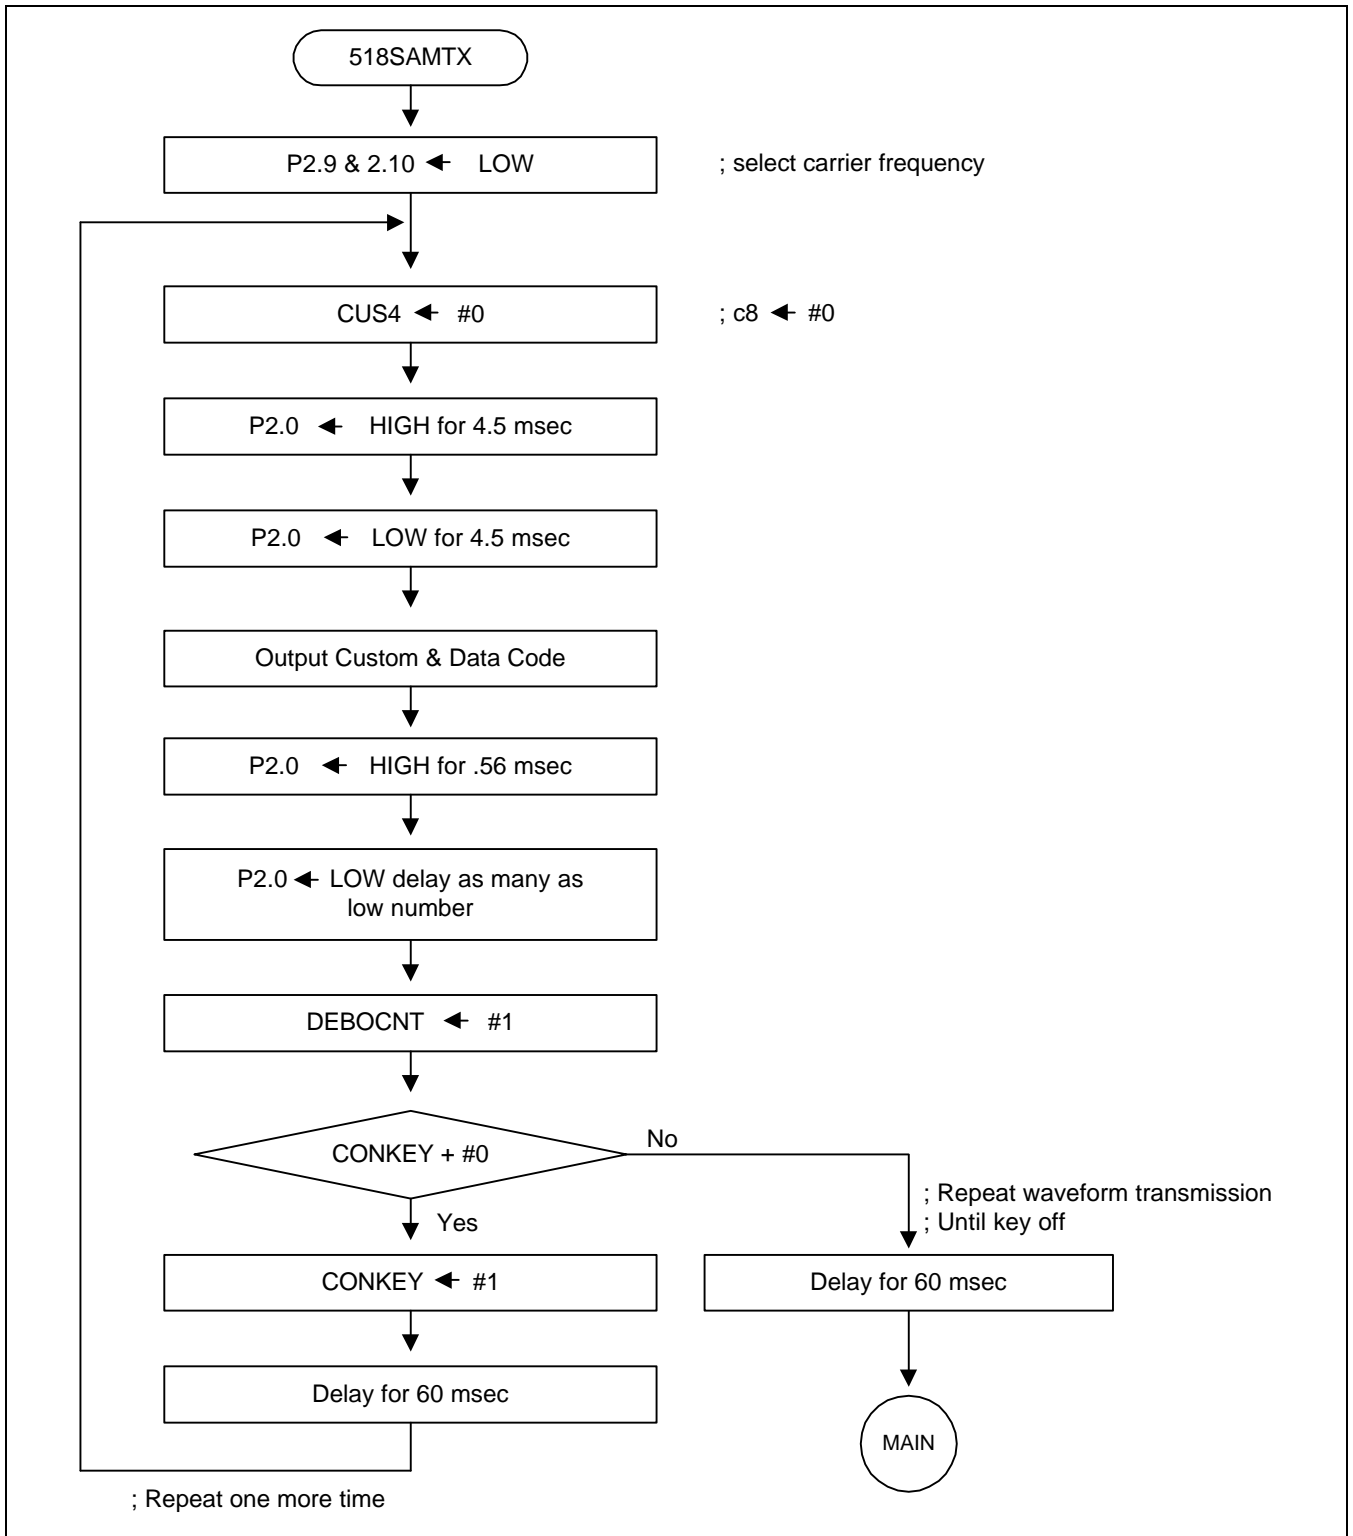 518SAMTX
P2.9 & 2.10 ← LOW
; select carrier frequency
CUS4 ← #0
; c8 ← #0
P2.0 ← HIGH for 4.5 msec
P2.0 ← LOW for 4.5 msec
Output Custom & Data Code
P2.0 ← HIGH for .56 msec
P2.0 ← LOW delay as many as
low number
DEBOCNT ← #1
CONKEY + #0
No
; Repeat waveform transmission
; Until key off
Yes
CONKEY ← #1
Delay for 60 msec
Delay for 60 msec
MAIN
; Repeat one more time